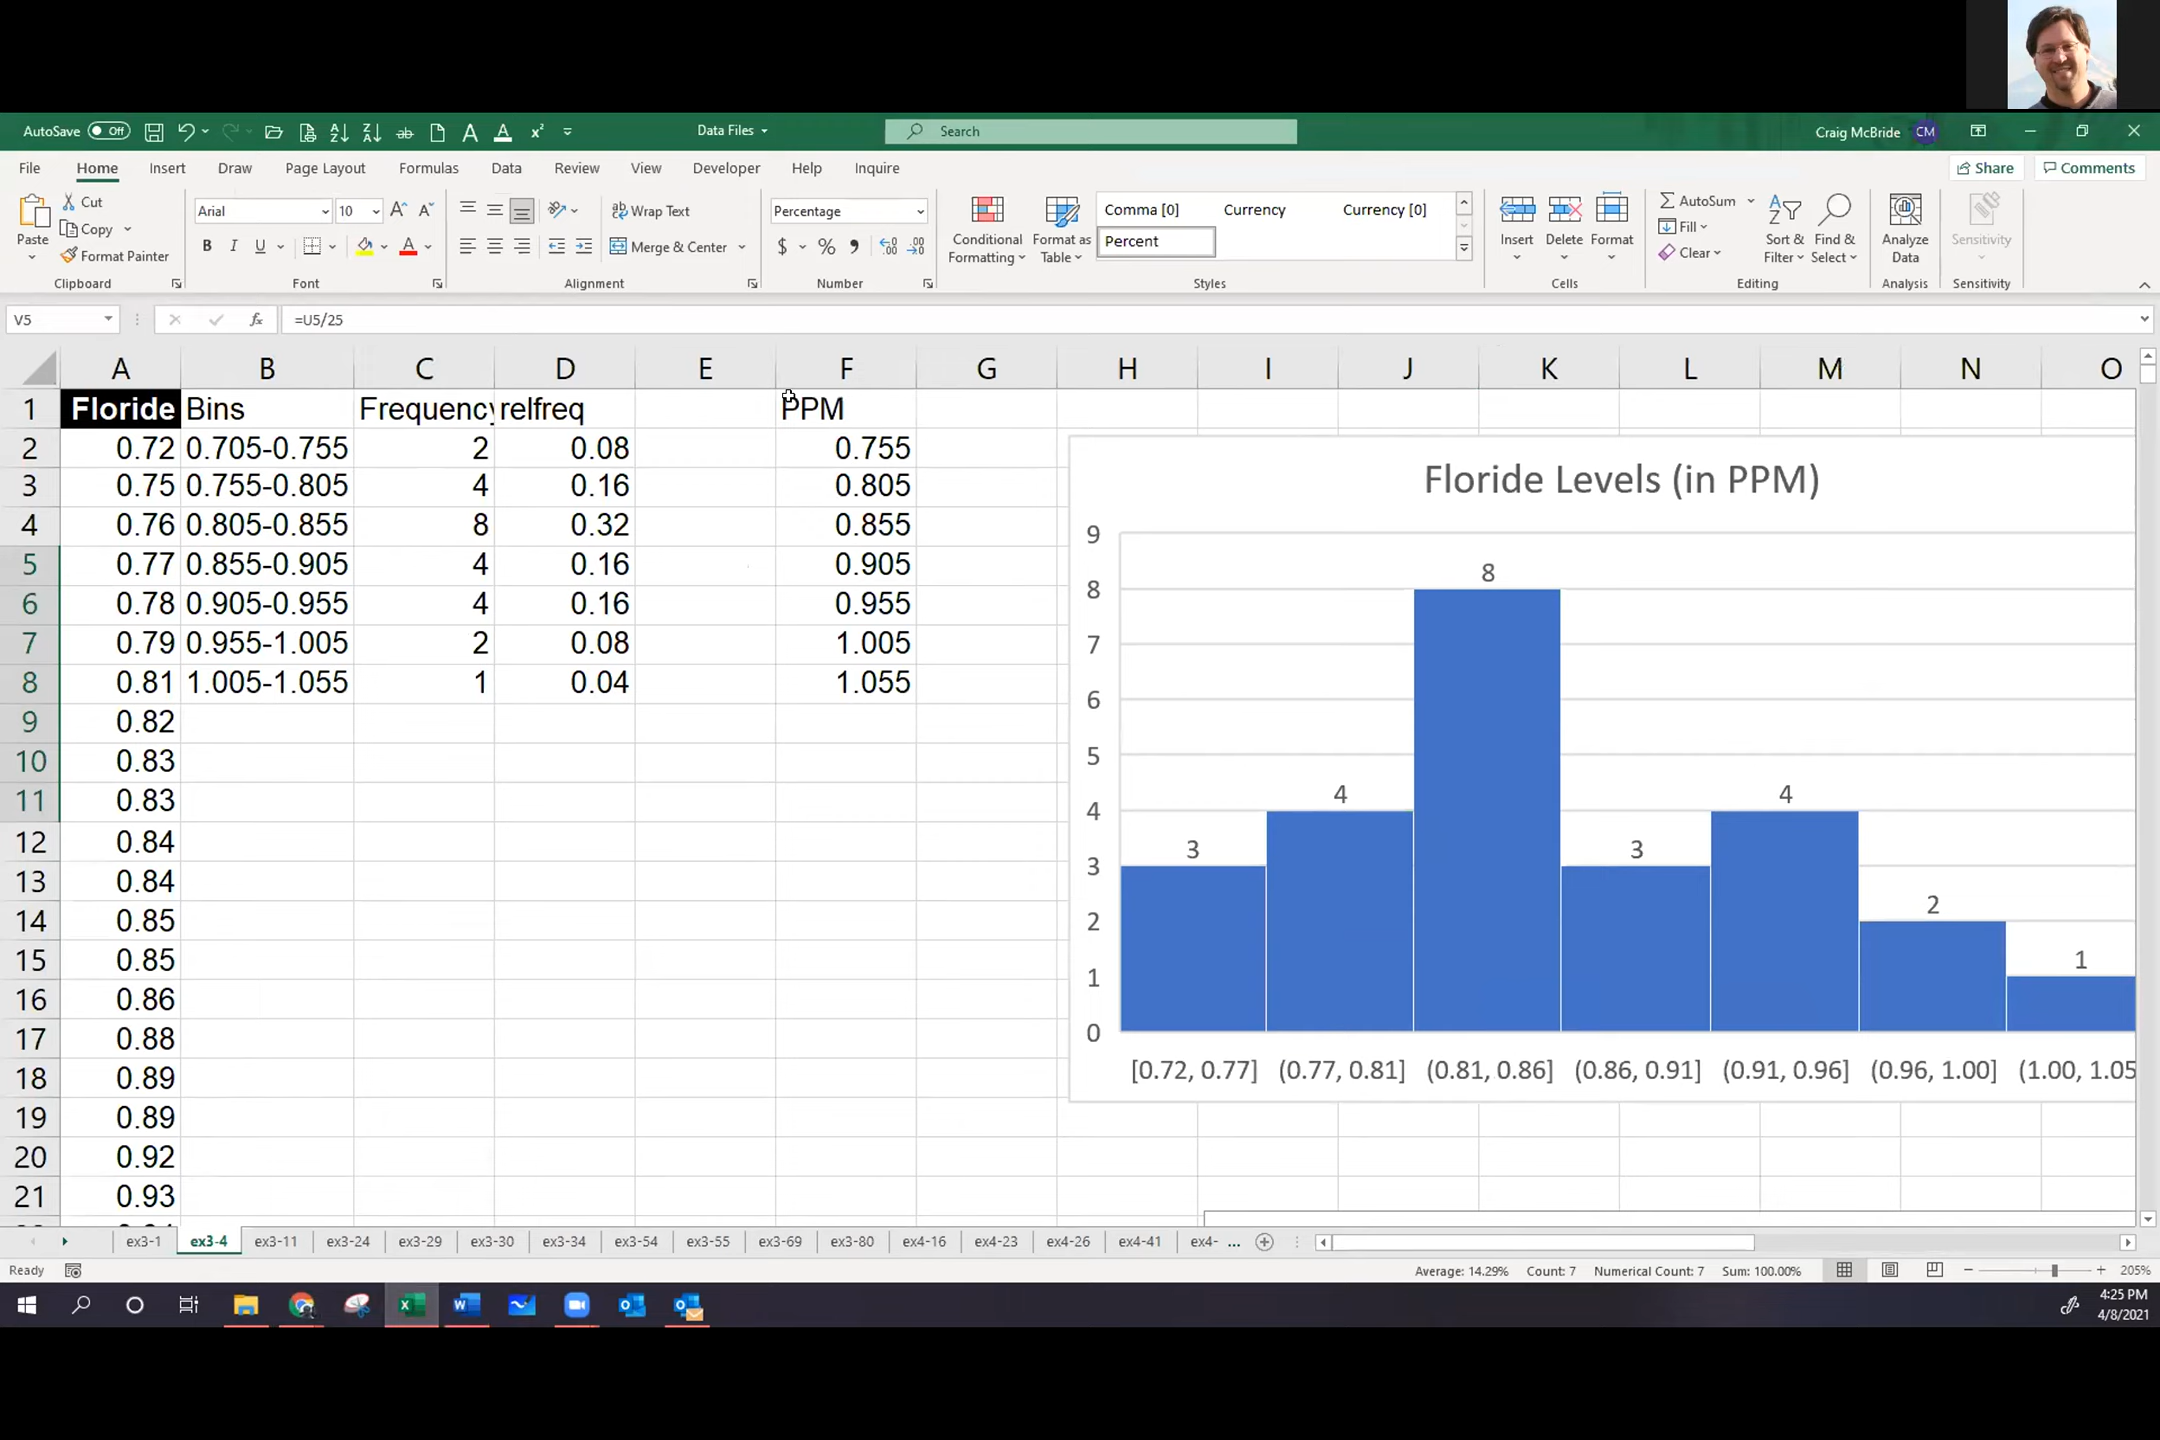 AutoSave Off
Data Files
Search
Craig McBride CM
File Home Insert Draw Page Layout Formulas Data Review View Developer Help Inquire
Share Comments
Paste
Cut
Copy
Format Painter
Clipboard
Arial 10
Font
Wrap Text
Merge & Center
Alignment
Percentage
Number
Conditional Formatting
Format as Table
Comma [0] Currency Currency [0]
Percent
Styles
Insert Delete Format
Cells
AutoSum
Fill
Clear
Sort & Filter
Find & Select
Editing
Analyze Data
Analysis
Sensitivity
Sensitivity
V5 fx =U5/25
A B C D E F G H I J K L M N O
1 Floride Bins Frequency relfreq PPM
2 0.72 0.705-0.755 2 0.08 0.755
3 0.75 0.755-0.805 4 0.16 0.805
4 0.76 0.805-0.855 8 0.32 0.855
5 0.77 0.855-0.905 4 0.16 0.905
6 0.78 0.905-0.955 4 0.16 0.955
7 0.79 0.955-1.005 2 0.08 1.005
8 0.81 1.005-1.055 1 0.04 1.055
9 0.82
10 0.83
11 0.83
12 0.84
13 0.84
14 0.85
15 0.85
16 0.86
17 0.88
18 0.89
19 0.89
20 0.92
21 0.93
Floride Levels (in PPM)
9
8
7
6
5
4
3
2
1
0
3 4 8 3 4 2 1
[0.72, 0.77] (0.77, 0.81] (0.81, 0.86] (0.86, 0.91] (0.91, 0.96] (0.96, 1.00] (1.00, 1.05
ex3-1 ex3-4 ex3-11 ex3-24 ex3-29 ex3-30 ex3-34 ex3-54 ex3-55 ex3-69 ex3-80 ex4-16 ex4-23 ex4-26 ex4-41 ex4- ...
Ready
Average: 14.29% Count: 7 Numerical Count: 7 Sum: 100.00%
205%
4:25 PM
4/8/2021